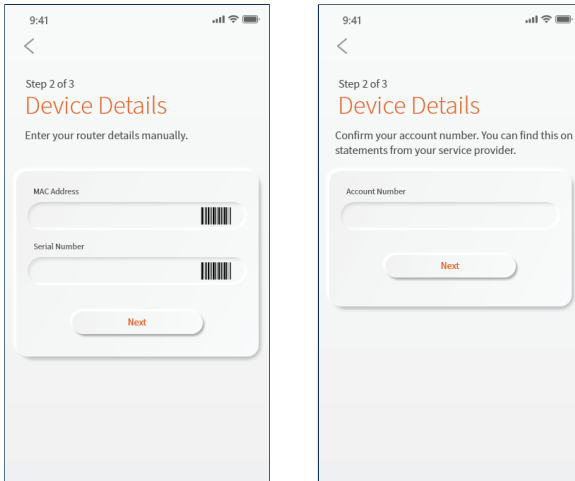 9:41
Step 2 of 3
Device Details
Enter your router details manually.
MAC Address
Serial Number
Next
9:41
Step 2 of 3
Device Details
Confirm your account number. You can find this on
statements from your service provider.
Account Number
Next